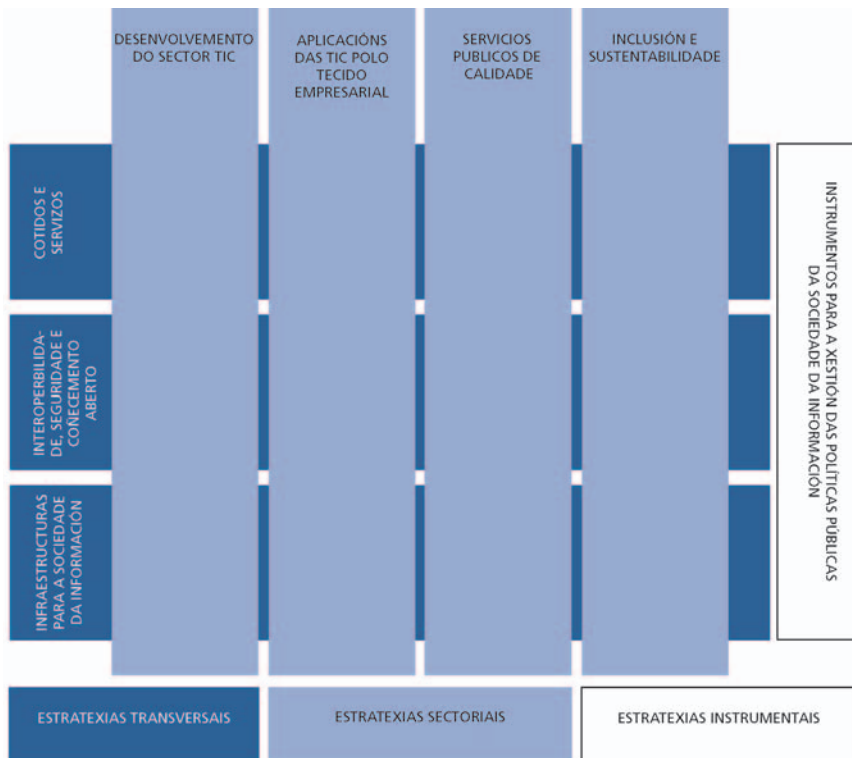 DESENVOLVEMENTO
DO SECTOR TIC
APLICACIÓNS
DAS TIC POLO
TECIDO
EMPRESARIAL
SERVICIOS
PUBLICOS DE
CALIDADE
INCLUSIÓN E
SUSTENTABILIDADE
COTIDOS E
SERVIZOS
INTEROPERBILIDA-
DE, SEGURIDADE E
COÑECEMENTO
ABERTO
INFRAESTRUCTURAS
PARA A SOCIEDADE
DA INFORMACIÓN
INSTRUMENTOS PARA A XESTIÓN DAS POLÍTICAS PÚBLICAS
DA SOCIEDADE DA INFORMACIÓN
ESTRATEXIAS TRANSVERSAIS
ESTRATEXIAS SECTORIAIS
ESTRATEXIAS INSTRUMENTAIS